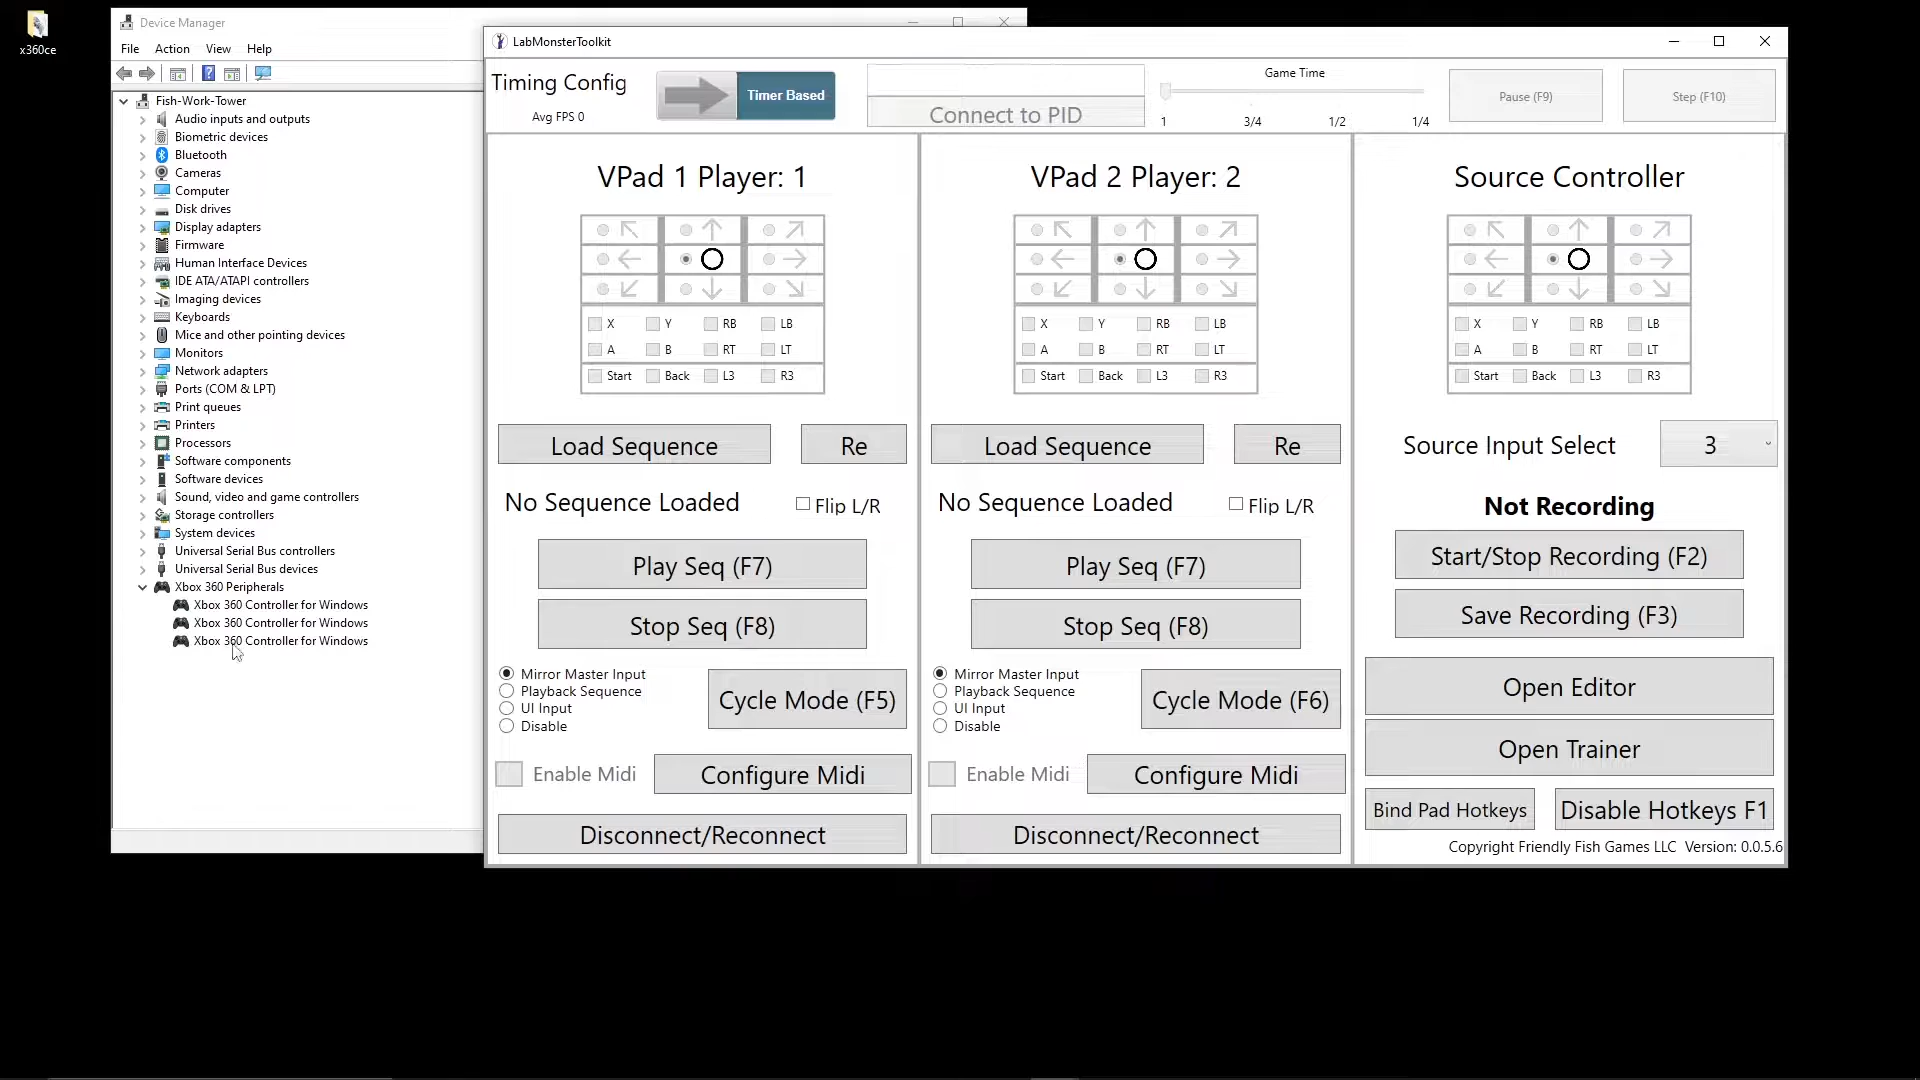 x360ce
Device Manager
File Action View Help
Fish-Work-Tower
Audio inputs and outputs
Biometric devices
Bluetooth
Cameras
Computer
Disk drives
Display adapters
Firmware
Human Interface Devices
IDE ATA/ATAPI controllers
Imaging devices
Keyboards
Mice and other pointing devices
Monitors
Network adapters
Ports (COM & LPT)
Print queues
Printers
Processors
Software components
Software devices
Sound, video and game controllers
Storage controllers
System devices
Universal Serial Bus controllers
Universal Serial Bus devices
Xbox 360 Peripherals
Xbox 360 Controller for Windows
Xbox 360 Controller for Windows
Xbox 360 Controller for Windows
LabMonsterToolkit
Timing Config
Avg FPS 0
Timer Based
Connect to PID
Game Time
1 3/4 1/2 1/4
Pause (F9)
Step (F10)
VPad 1 Player: 1
X Y RB LB
A B RT LT
Start Back L3 R3
Load Sequence Re
No Sequence Loaded Flip L/R
Play Seq (F7)
Stop Seq (F8)
Mirror Master Input
Playback Sequence
UI Input
Disable
Cycle Mode (F5)
Enable Midi Configure Midi
Disconnect/Reconnect
VPad 2 Player: 2
X Y RB LB
A B RT LT
Start Back L3 R3
Load Sequence Re
No Sequence Loaded Flip L/R
Play Seq (F7)
Stop Seq (F8)
Mirror Master Input
Playback Sequence
UI Input
Disable
Cycle Mode (F6)
Enable Midi Configure Midi
Disconnect/Reconnect
Source Controller
X Y RB LB
A B RT LT
Start Back L3 R3
Source Input Select 3
Not Recording
Start/Stop Recording (F2)
Save Recording (F3)
Open Editor
Open Trainer
Bind Pad Hotkeys Disable Hotkeys F1
Copyright Friendly Fish Games LLC Version: 0.0.5.6